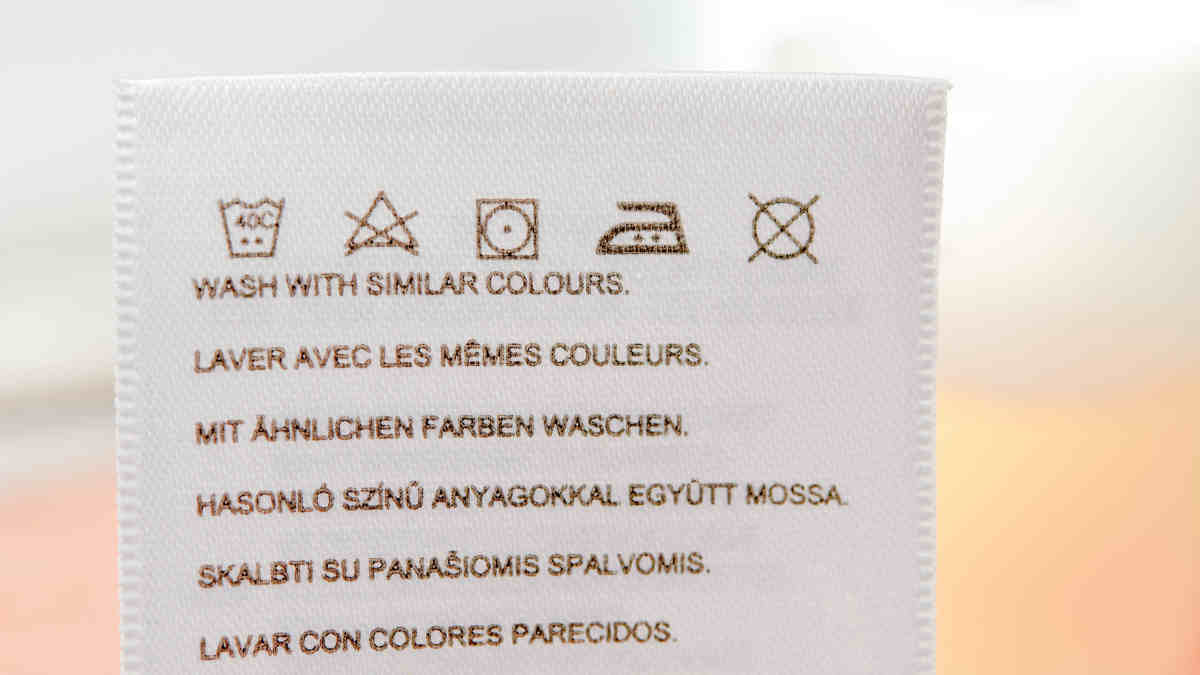 40C
WASH WITH SIMILAR COLOURS.
LAVER AVEC LES MÊMES COULEURS.
MIT ÄHNLICHEN FARBEN WASCHEN.
HASONLÓ SZÍNŰ ANYAGOKKAL EGYÜTT MOSSA.
SKALBTI SU PANAŠIOMIS SPALVOMIS.
LAVAR CON COLORES PARECIDOS.